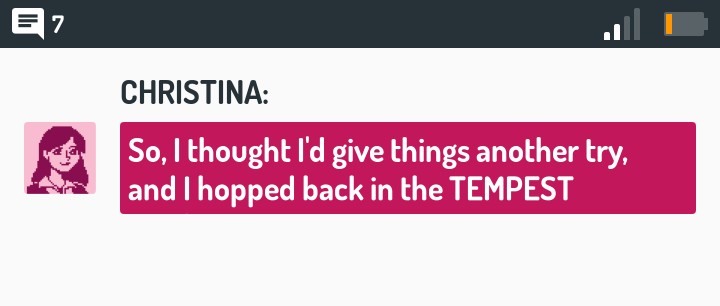 7
CHRISTINA:
So, I thought I'd give things another try,
and I hopped back in the TEMPEST